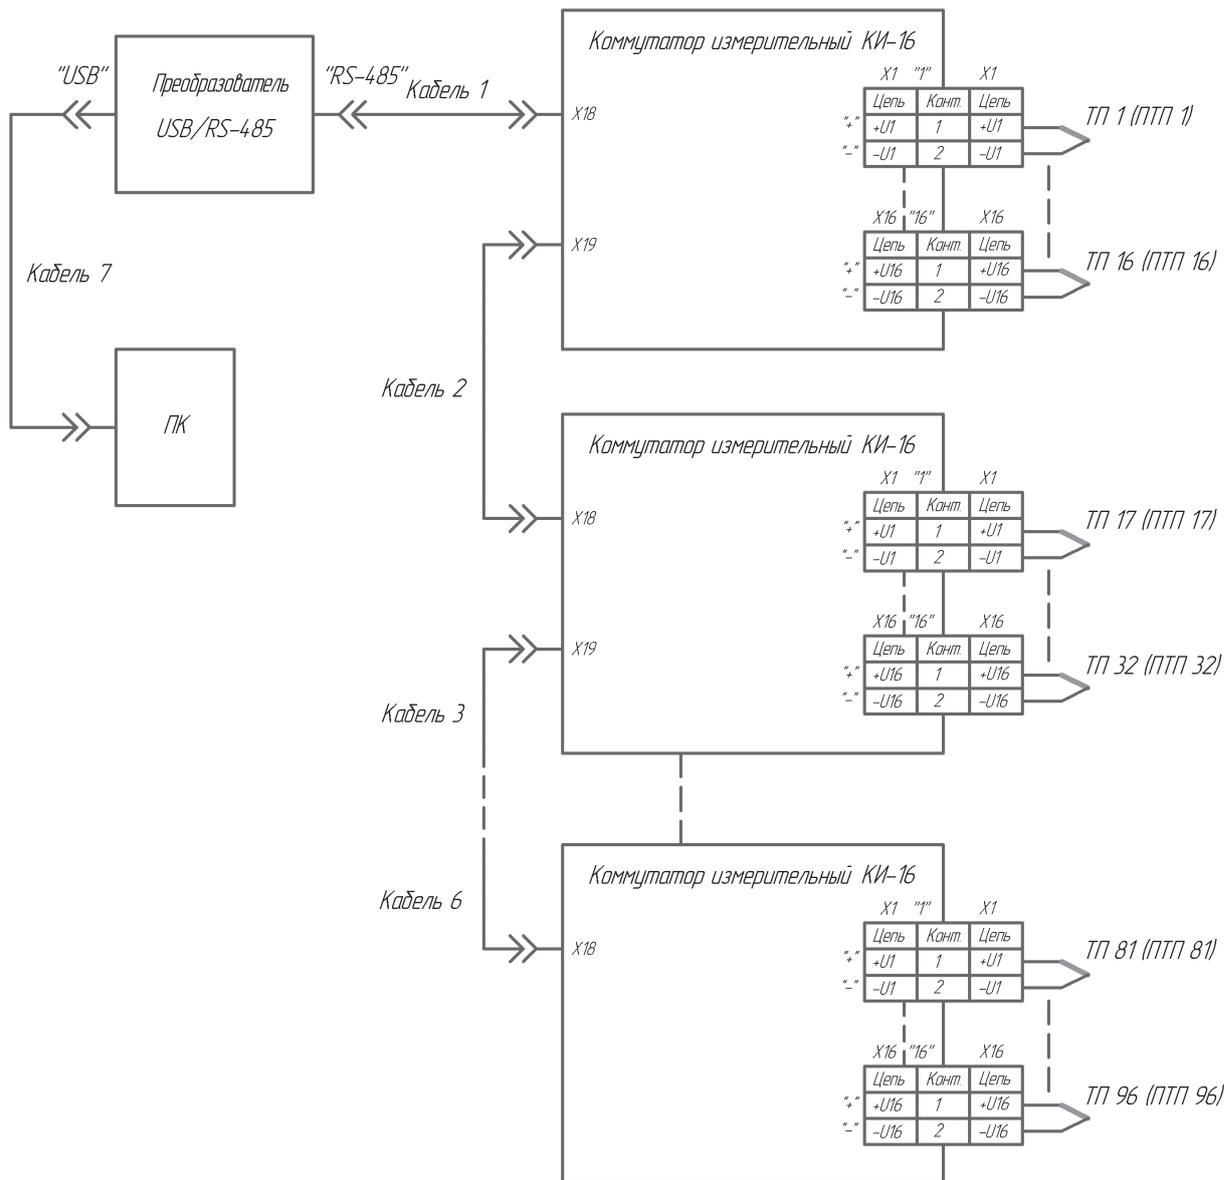 "USB"
Преобразователь
USB/RS-485
"RS-485"
Кабель 1
Кабель 7
ПК
Коммутатор измерительный КИ-16
X18
X19
X1 "1" X1
Цепь Конт. Цепь
"+" +U1 1 +U1
"-" -U1 2 -U1
ТП 1 (ПТП 1)
X16 "16" X16
Цепь Конт. Цепь
"+" +U16 1 +U16
"-" -U16 2 -U16
ТП 16 (ПТП 16)
Кабель 2
Коммутатор измерительный КИ-16
X18
X19
X1 "1" X1
Цепь Конт. Цепь
"+" +U1 1 +U1
"-" -U1 2 -U1
ТП 17 (ПТП 17)
X16 "16" X16
Цепь Конт. Цепь
"+" +U16 1 +U16
"-" -U16 2 -U16
ТП 32 (ПТП 32)
Кабель 3
Кабель 6
Коммутатор измерительный КИ-16
X18
X1 "1" X1
Цепь Конт. Цепь
"+" +U1 1 +U1
"-" -U1 2 -U1
ТП 81 (ПТП 81)
X16 "16" X16
Цепь Конт. Цепь
"+" +U16 1 +U16
"-" -U16 2 -U16
ТП 96 (ПТП 96)